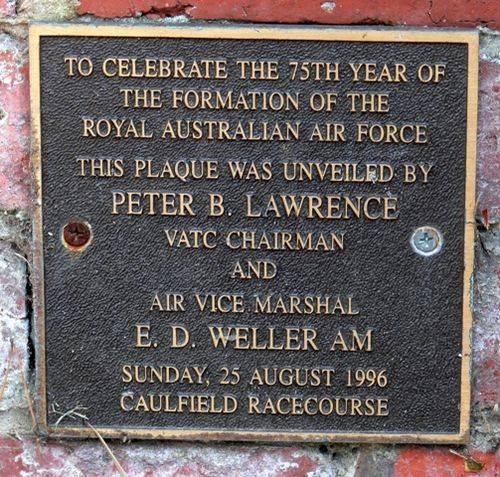 TO CELEBRATE THE 75TH YEAR OF
THE FORMATION OF THE
ROYAL AUSTRALIAN AIR FORCE
THIS PLAQUE WAS UNVEILED BY
PETER B. LAWRENCE
VATC CHAIRMAN
AND
AIR VICE MARSHAL
E. D. WELLER AM
SUNDAY, 25 AUGUST 1996
CAULFIELD RACECOURSE